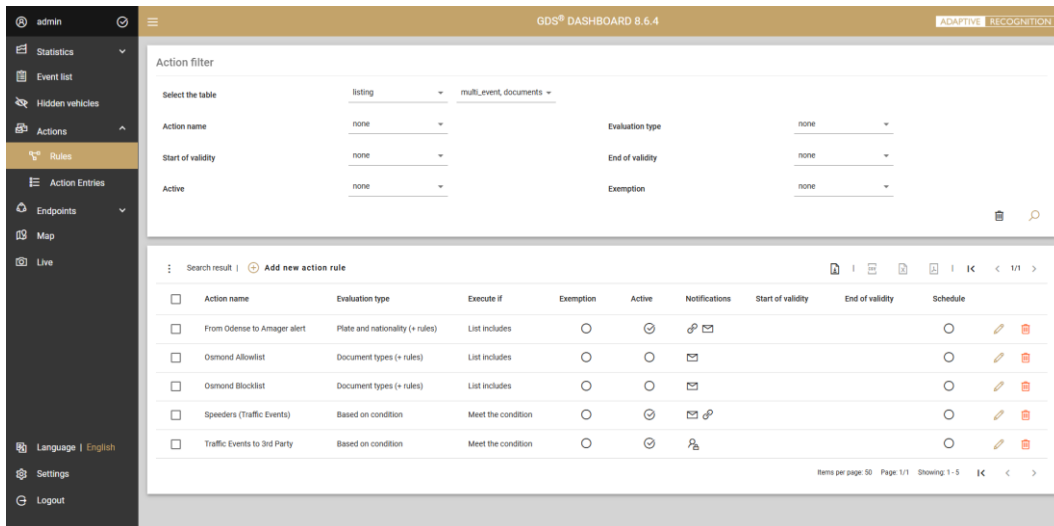 admin
GDS® DASHBOARD 8.6.4
ADAPTIVE RECOGNITION
Statistics
Event list
Hidden vehicles
Actions
Rules
Action Entries
Endpoints
Map
Live
Language | English
Settings
Logout
Action filter
Select the table listing multi_event, documents
Action name none Evaluation type none
Start of validity none End of validity none
Active none Exemption none
Search result | Add new action rule 1/1
Action name Evaluation type Execute if Exemption Active Notifications Start of validity End of validity Schedule
From Odense to Amager alert Plate and nationality (+ rules) List includes
Osmond Allowlist Document types (+ rules) List includes
Osmond Blocklist Document types (+ rules) List includes
Speeders (Traffic Events) Based on condition Meet the condition
Traffic Events to 3rd Party Based on condition Meet the condition
Items per page: 50 Page: 1/1 Showing: 1 - 5